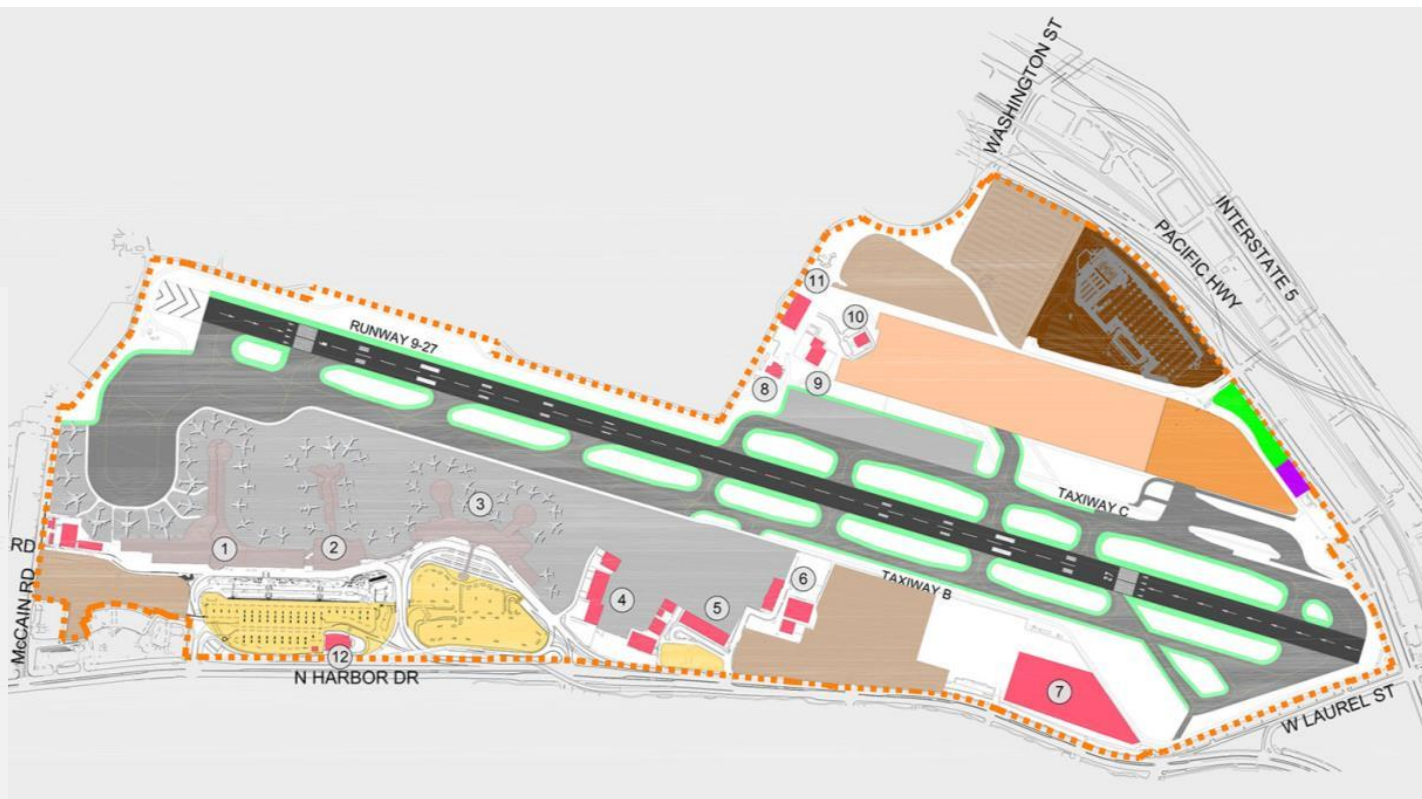 WASHINGTON ST
INTERSTATE 5
PACIFIC HWY
11
10
RUNWAY 9-27
8
9
3
TAXIWAY C
1
2
6
TAXIWAY B
RD
4
5
McCAIN RD
12
7
N HARBOR DR
W LAUREL ST